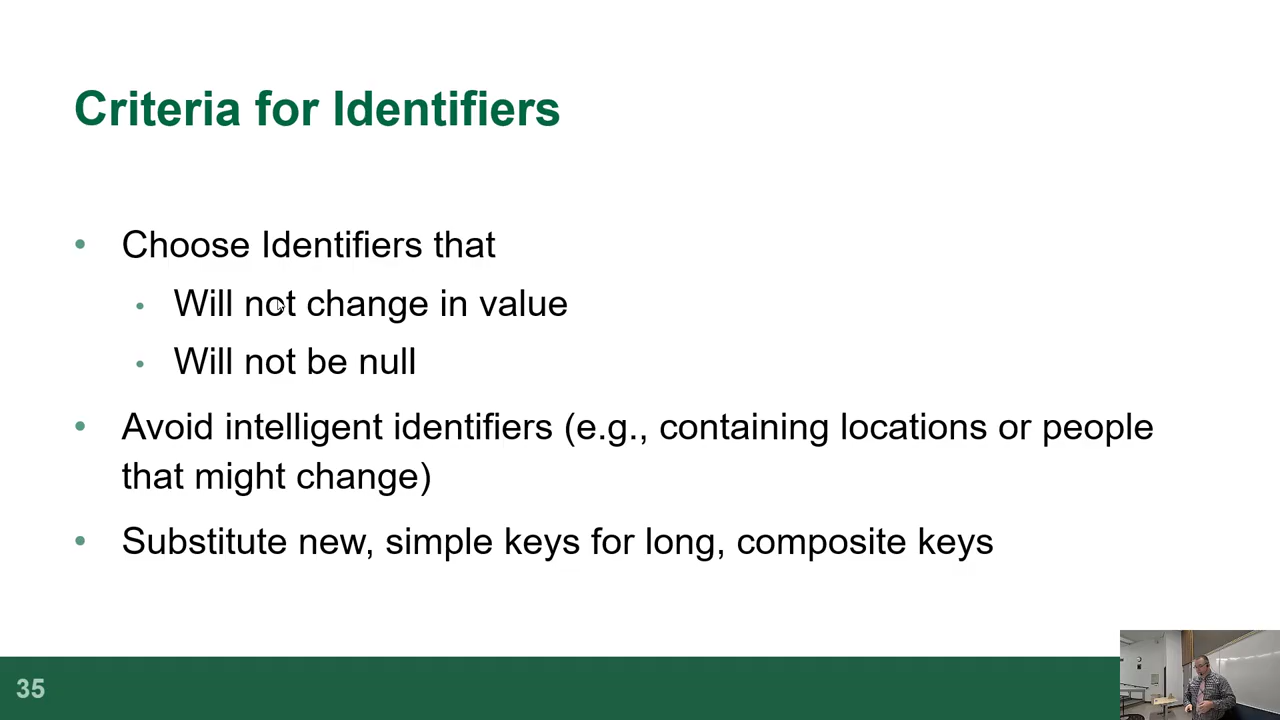 Criteria for Identifiers
• Choose Identifiers that
• Will not change in value
• Will not be null
• Avoid intelligent identifiers (e.g., containing locations or people
that might change)
• Substitute new, simple keys for long, composite keys
35